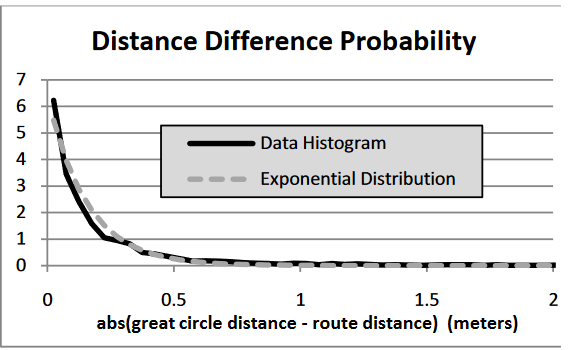 Distance Difference Probability
7
6
5
4
3
2
1
0
Data Histogram
Exponential Distribution
0 0.5 1 1.5 2
abs(great circle distance - route distance) (meters)